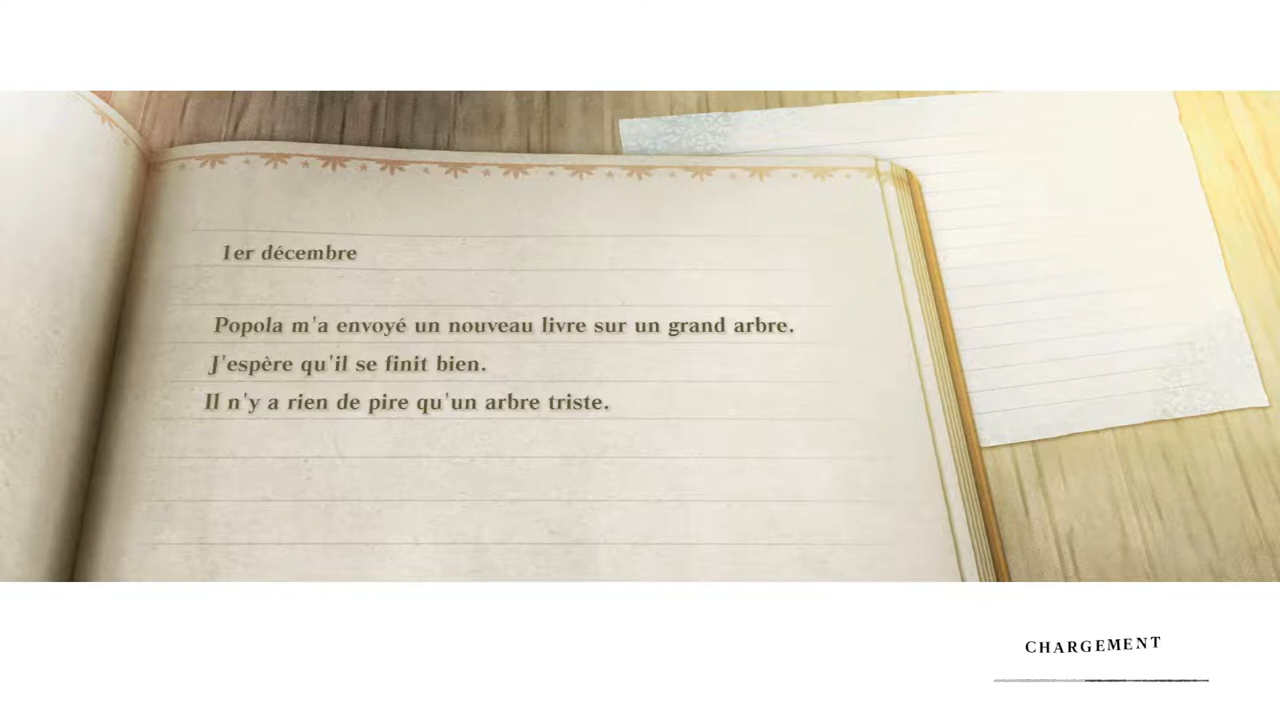 1er décembre
Popola m'a envoyé un nouveau livre sur un grand arbre.
J'espère qu'il se finit bien.
Il n'y a rien de pire qu'un arbre triste.
CHARGEMENT